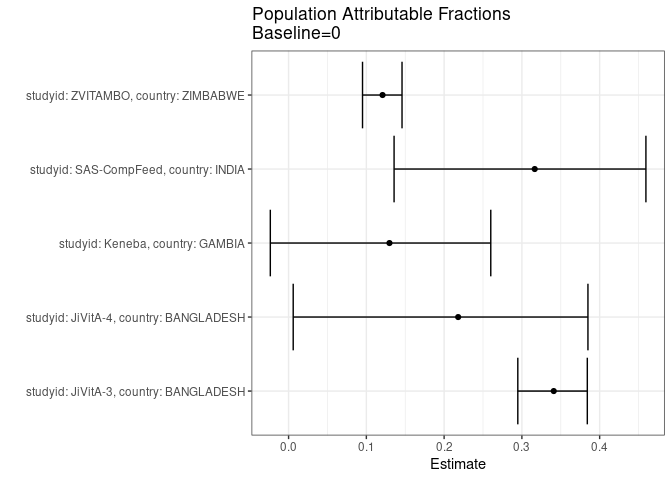 Population Attributable Fractions
Baseline=0
studyid: ZVITAMBO, country: ZIMBABWE
studyid: SAS-CompFeed, country: INDIA
studyid: Keneba, country: GAMBIA
studyid: JiVitA-4, country: BANGLADESH
studyid: JiVitA-3, country: BANGLADESH
0.0 0.1 0.2 0.3 0.4
Estimate